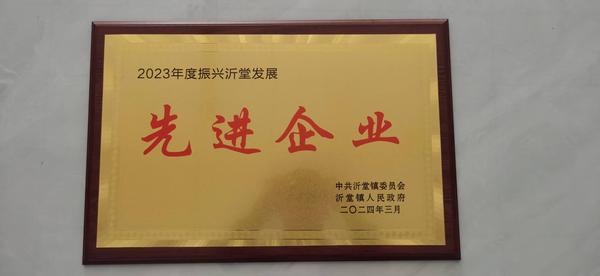 2023年度振兴沂堂发展
先进企业
中共沂堂镇委员会
沂堂镇人民政府
二〇二四年三月